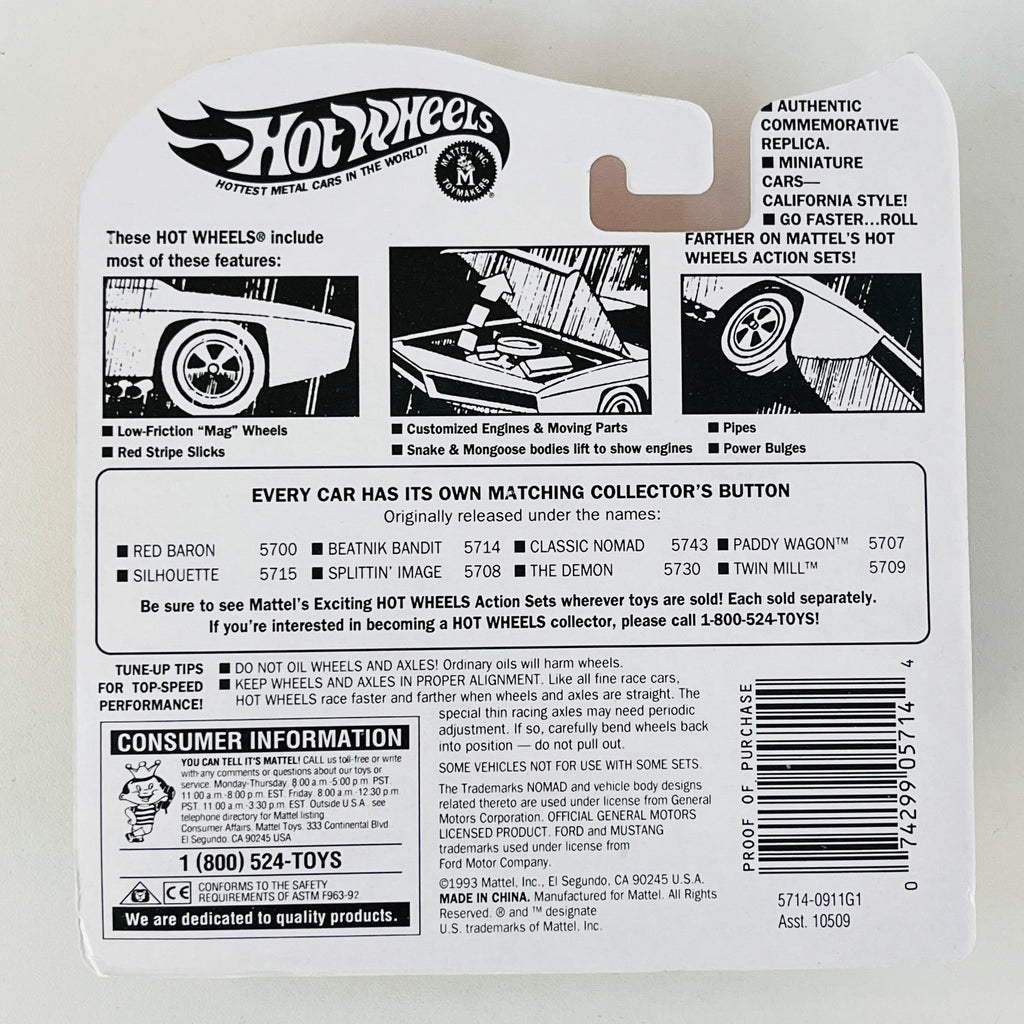 HOT WHEELS
HOTTEST METAL CARS IN THE WORLD!
MATTEL, INC.
M
TOYMAKERS
®
■ AUTHENTIC
COMMEMORATIVE
REPLICA.
■ MINIATURE
CARS—
CALIFORNIA STYLE!
■ GO FASTER...ROLL
FARTHER ON MATTEL'S HOT
WHEELS ACTION SETS!
These HOT WHEELS® include
most of these features:
■ Low-Friction “Mag” Wheels
■ Red Stripe Slicks
■ Customized Engines & Moving Parts
■ Snake & Mongoose bodies lift to show engines
■ Pipes
■ Power Bulges
EVERY CAR HAS ITS OWN MATCHING COLLECTOR'S BUTTON
Originally released under the names:
■ RED BARON 5700 ■ BEATNIK BANDIT 5714 ■ CLASSIC NOMAD 5743 ■ PADDY WAGON™ 5707
■ SILHOUETTE 5715 ■ SPLITTIN' IMAGE 5708 ■ THE DEMON 5730 ■ TWIN MILL™ 5709
Be sure to see Mattel's Exciting HOT WHEELS Action Sets wherever toys are sold! Each sold separately.
If you're interested in becoming a HOT WHEELS collector, please call 1-800-524-TOYS!
TUNE-UP TIPS
FOR TOP-SPEED
PERFORMANCE!
■ DO NOT OIL WHEELS AND AXLES! Ordinary oils will harm wheels.
■ KEEP WHEELS AND AXLES IN PROPER ALIGNMENT. Like all fine race cars,
HOT WHEELS race faster and farther when wheels and axles are straight. The
special thin racing axles may need periodic
adjustment. If so, carefully bend wheels back
into position — do not pull out.
SOME VEHICLES NOT FOR USE WITH SOME SETS.
The Trademarks NOMAD and vehicle body designs
related thereto are used under license from General
Motors Corporation. OFFICIAL GENERAL MOTORS
LICENSED PRODUCT. FORD and MUSTANG
trademarks used under license from
Ford Motor Company.
©1993 Mattel, Inc., El Segundo, CA 90245 U.S.A.
MADE IN CHINA. Manufactured for Mattel. All Rights
Reserved. ® and ™ designate
U.S. trademarks of Mattel, Inc.
CONSUMER INFORMATION
YOU CAN TELL IT'S MATTEL! CALL us toll-free or write
with any comments or questions about our toys or
service. Monday-Thursday. 8:00 a.m.-5:00 p.m. PST.
11:00 a.m.-8:00 p.m. EST. Friday. 8:00 a.m.-12:30 p.m.
PST. 11:00 a.m.-3:30 p.m. EST. Outside U.S.A. see
telephone directory for Mattel listing.
Consumer Affairs, Mattel Toys. 333 Continental Blvd.
El Segundo, CA 90245 USA
1 (800) 524-TOYS
CE
CONFORMS TO THE SAFETY
REQUIREMENTS OF ASTM F963-92
We are dedicated to quality products.
PROOF OF PURCHASE
0 74299 05714 4
5714-0911G1
Asst. 10509